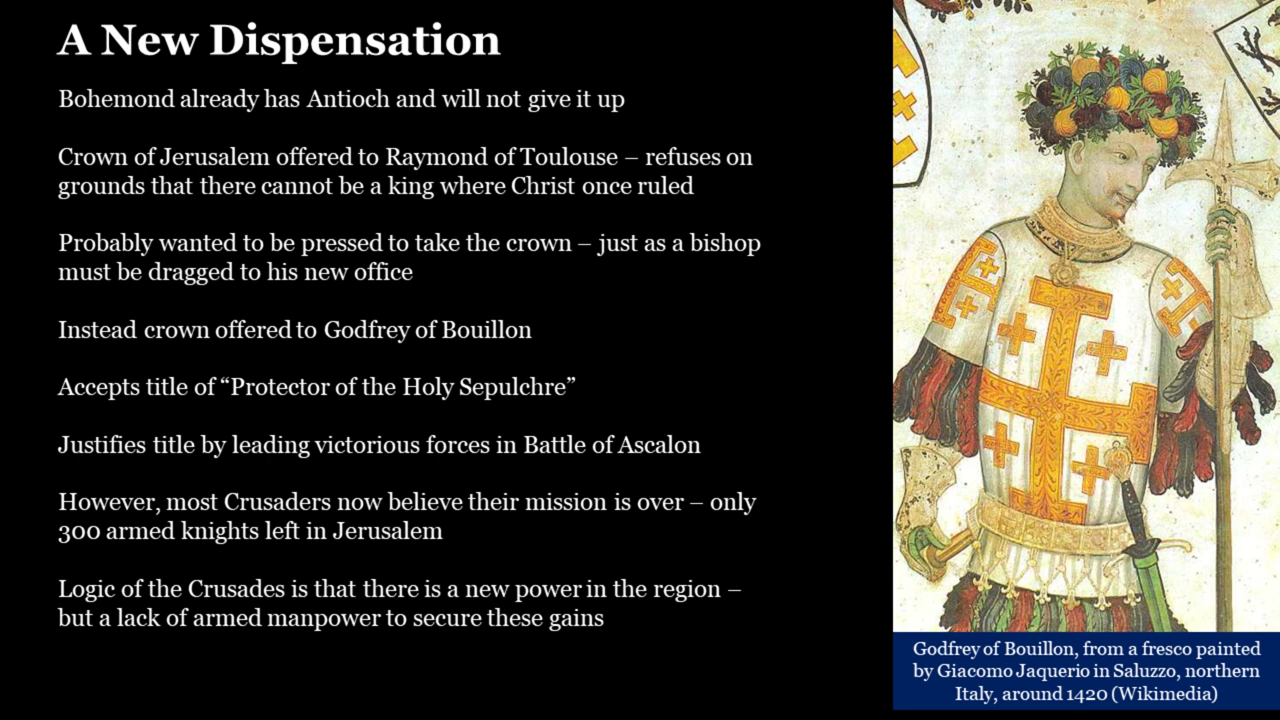 A New Dispensation
Bohemond already has Antioch and will not give it up
Crown of Jerusalem offered to Raymond of Toulouse – refuses on
grounds that there cannot be a king where Christ once ruled
Probably wanted to be pressed to take the crown – just as a bishop
must be dragged to his new office
Instead crown offered to Godfrey of Bouillon
Accepts title of “Protector of the Holy Sepulchre”
Justifies title by leading victorious forces in Battle of Ascalon
However, most Crusaders now believe their mission is over – only
300 armed knights left in Jerusalem
Logic of the Crusades is that there is a new power in the region –
but a lack of armed manpower to secure these gains
Godfrey of Bouillon, from a fresco painted
by Giacomo Jaquerio in Saluzzo, northern
Italy, around 1420 (Wikimedia)